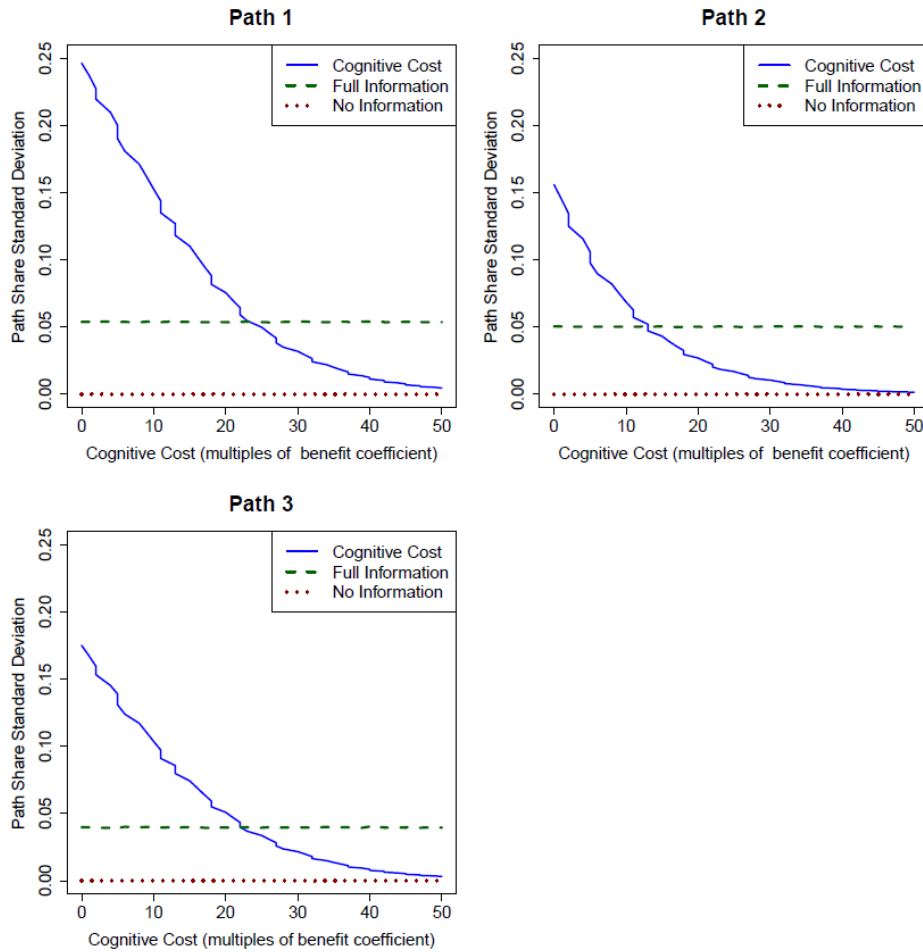 Path 1
Path Share Standard Deviation
0.00
0.05
0.10
0.15
0.20
0.25
Cognitive Cost
Full Information
No Information
0 10 20 30 40 50
Cognitive Cost (multiples of benefit coefficient)
Path 2
Path Share Standard Deviation
0.00
0.05
0.10
0.15
0.20
0.25
Cognitive Cost
Full Information
No Information
0 10 20 30 40 50
Cognitive Cost (multiples of benefit coefficient)
Path 3
Path Share Standard Deviation
0.00
0.05
0.10
0.15
0.20
0.25
Cognitive Cost
Full Information
No Information
0 10 20 30 40 50
Cognitive Cost (multiples of benefit coefficient)